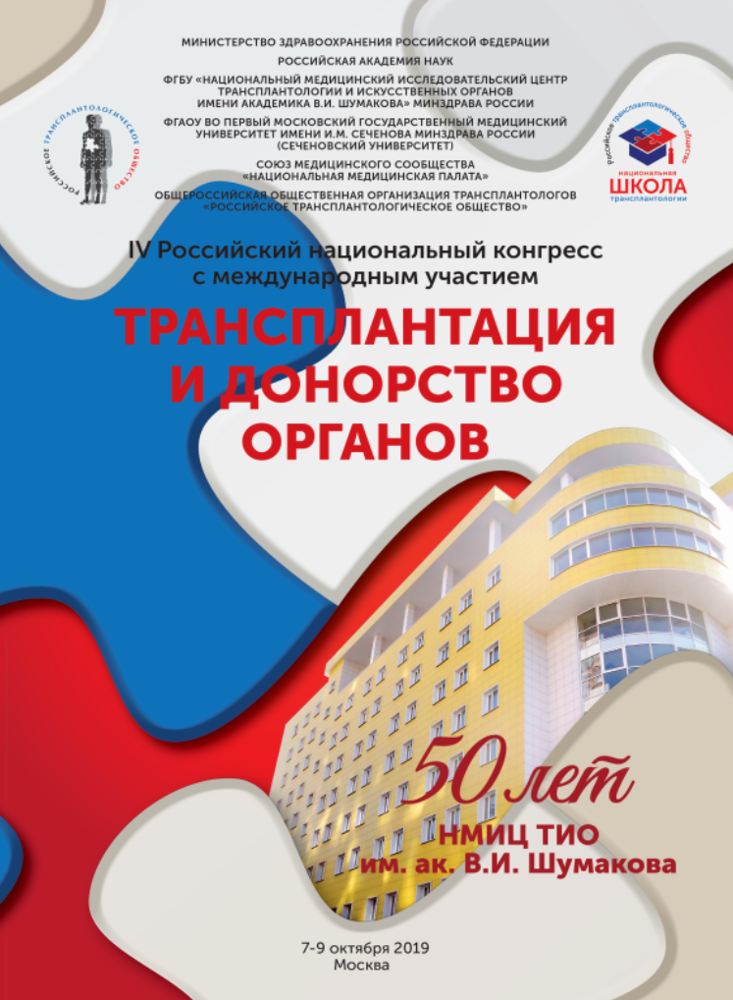 МИНИСТЕРСТВО ЗДРАВООХРАНЕНИЯ РОССИЙСКОЙ ФЕДЕРАЦИИ
РОССИЙСКАЯ АКАДЕМИЯ НАУК
ФГБУ «НАЦИОНАЛЬНЫЙ МЕДИЦИНСКИЙ ИССЛЕДОВАТЕЛЬСКИЙ ЦЕНТР
ТРАНСПЛАНТОЛОГИИ И ИСКУССТВЕННЫХ ОРГАНОВ
ИМЕНИ АКАДЕМИКА В.И. ШУМАКОВА» МИНЗДРАВА РОССИИ
ФГАОУ ВО ПЕРВЫЙ МОСКОВСКИЙ ГОСУДАРСТВЕННЫЙ МЕДИЦИНСКИЙ
УНИВЕРСИТЕТ ИМЕНИ И.М. СЕЧЕНОВА МИНЗДРАВА РОССИИ
(СЕЧЕНОВСКИЙ УНИВЕРСИТЕТ)
СОЮЗ МЕДИЦИНСКОГО СООБЩЕСТВА
«НАЦИОНАЛЬНАЯ МЕДИЦИНСКАЯ ПАЛАТА»
ОБЩЕРОССИЙСКАЯ ОБЩЕСТВЕННАЯ ОРГАНИЗАЦИЯ ТРАНСПЛАНТОЛОГОВ
«РОССИЙСКОЕ ТРАНСПЛАНТОЛОГИЧЕСКОЕ ОБЩЕСТВО»
РОССИЙСКОЕ ТРАНСПЛАНТОЛОГИЧЕСКОЕ ОБЩЕСТВО
Российское трансплантологическое общество
НАЦИОНАЛЬНАЯ
ШКОЛА
трансплантологии
IV Российский национальный конгресс
с международным участием
ТРАНСПЛАНТАЦИЯ
И ДОНОРСТВО
ОРГАНОВ
50 лет
НМИЦ ТИО
им. ак. В.И. Шумакова
7-9 октября 2019
Москва